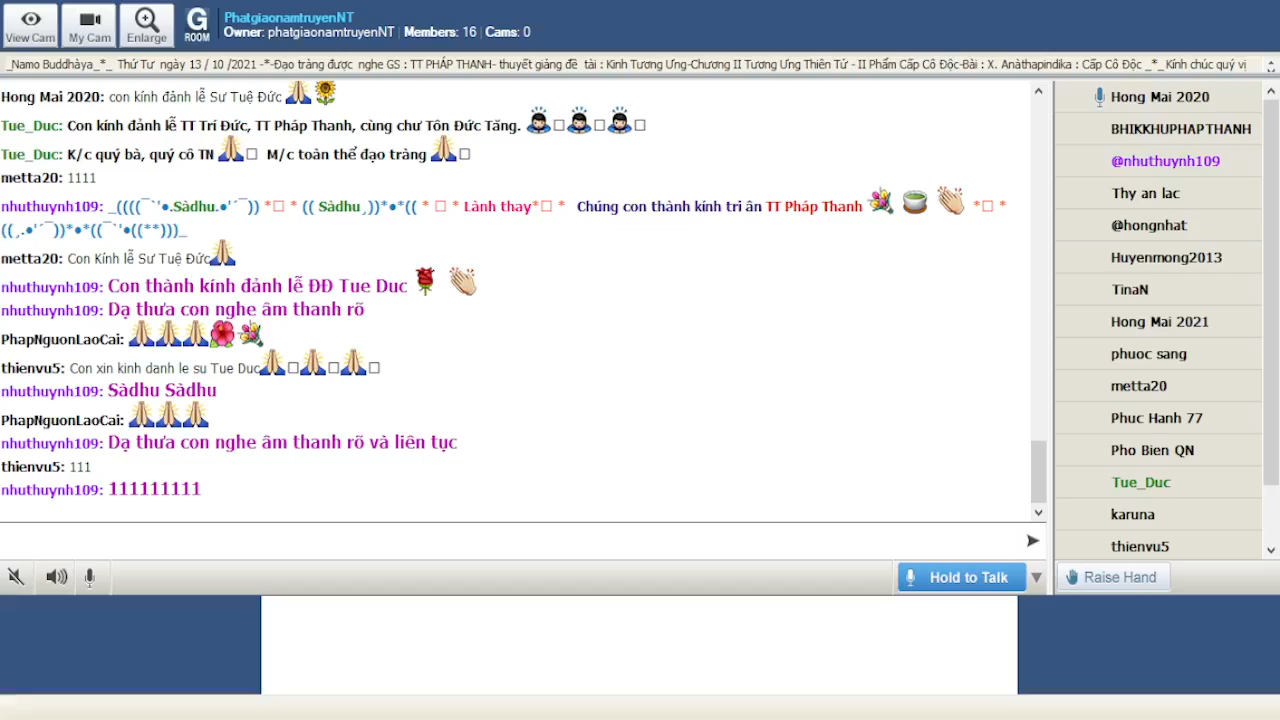 View Cam
My Cam
Enlarge
G
ROOM
PhatgiaonamtruyenNT
Owner: phatgiaonamtruyenNT | Members: 16 | Cams: 0
_Namo Buddhàya_*_ Thứ Tư ngày 13 / 10 /2021 -*-Đạo tràng được nghe GS : TT PHÁP THANH- thuyết giảng đề tài : Kinh Tương Ưng-Chương II Tương Ưng Thiên Tử - II Phẩm Cấp Cô Độc-Bài : X. Anàthapindika : Cấp Cô Độc _*_ Kính chúc quý vị
Hong Mai 2020: con kính đảnh lễ Sư Tuệ Đức 🙏🌻
Tue_Duc: Con kính đảnh lễ TT Trí Đức, TT Pháp Thanh, cùng chư Tôn Đức Tăng. 🙇□🙇□🙇□
Tue_Duc: K/c quý bà, quý cô TN 🙏□ M/c toàn thể đạo tràng 🙏□
metta20: 1111
nhuthuynh109: _((((¯`'●.Sàdhu.●'´¯)) *□ * (( Sàdhu¸))*●*(( * □ * Lành thay*□ * Chúng con thành kính tri ân TT Pháp Thanh 💐 🍵 👏 *□ *
((¸.●'´¯))*●*((¯`'●((**)))_
metta20: Con Kính lễ Sư Tuệ Đức🙏
nhuthuynh109: Con thành kính đảnh lễ ĐĐ Tue Duc 🌹 👏
nhuthuynh109: Dạ thưa con nghe âm thanh rõ
PhapNguonLaoCai: 🙏🙏🙏🌺💐
thienvu5: Con xin kinh danh le su Tue Duc🙏□🙏□🙏□
nhuthuynh109: Sàdhu Sàdhu
PhapNguonLaoCai: 🙏🙏🙏
nhuthuynh109: Dạ thưa con nghe âm thanh rõ và liên tục
thienvu5: 111
nhuthuynh109: 111111111
Hold to Talk
Hong Mai 2020
BHIKKHUPHAPTHANH
@nhuthuynh109
Thy an lac
@hongnhat
Huyenmong2013
TinaN
Hong Mai 2021
phuoc sang
metta20
Phuc Hanh 77
Pho Bien QN
Tue_Duc
karuna
thienvu5
Raise Hand